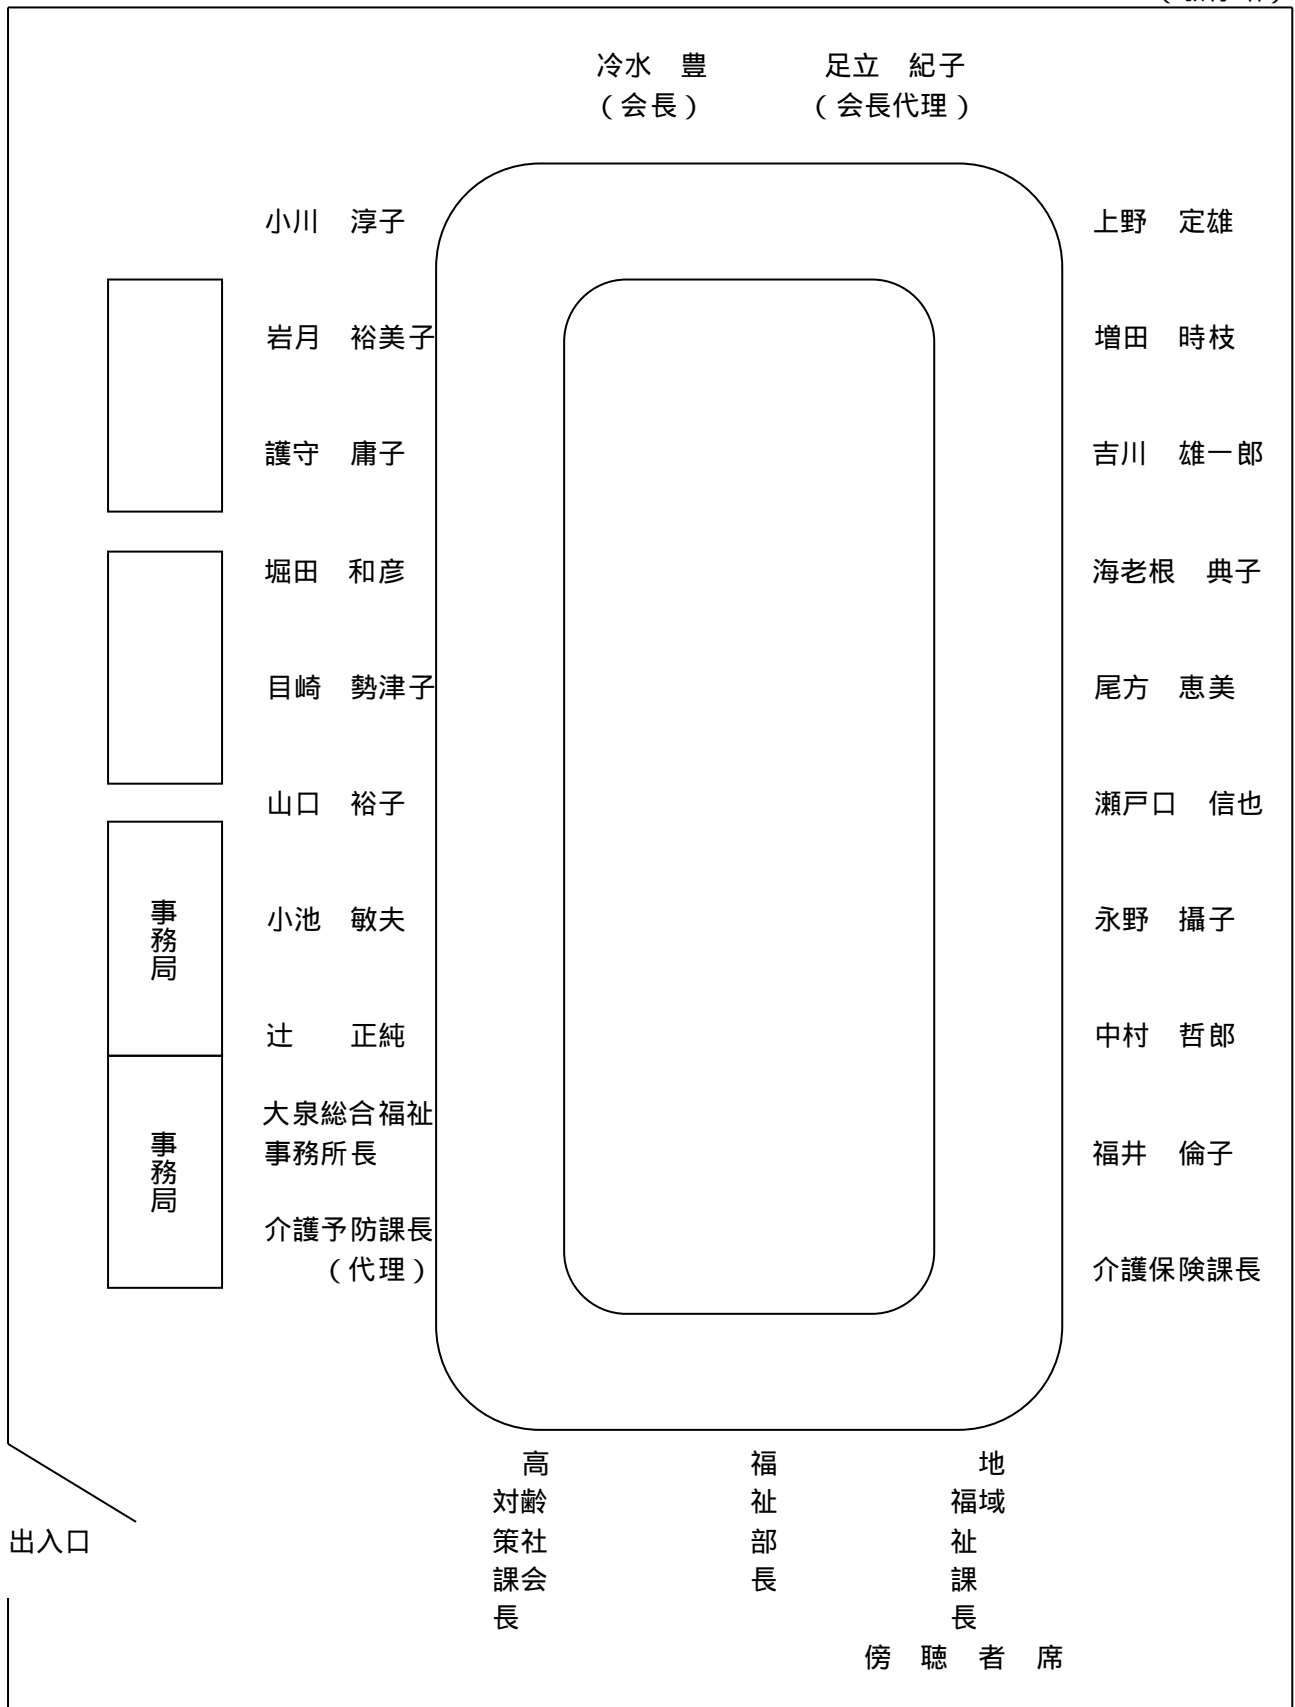 冷水　豊　　　　足立　紀子
（会長）　　　　（会長代理）
小川　淳子　　　　上野　定雄
岩月　裕美子　　　　増田　時枝
護守　庸子　　　　吉川　雄一郎
堀田　和彦　　　　海老根　典子
目崎　勢津子　　　　尾方　恵美
山口　裕子　　　　瀬戸口　信也
事務局
小池　敏夫　　　　永野　攝子
辻　　正純　　　　中村　哲郎
事務局
大泉総合福祉
事務所長　　　　福井　倫子
介護予防課長
（代理）　　　　介護保険課長
高齢社会
対策課長
福祉部長
地域
福祉課長
出入口
傍　聴　者　席